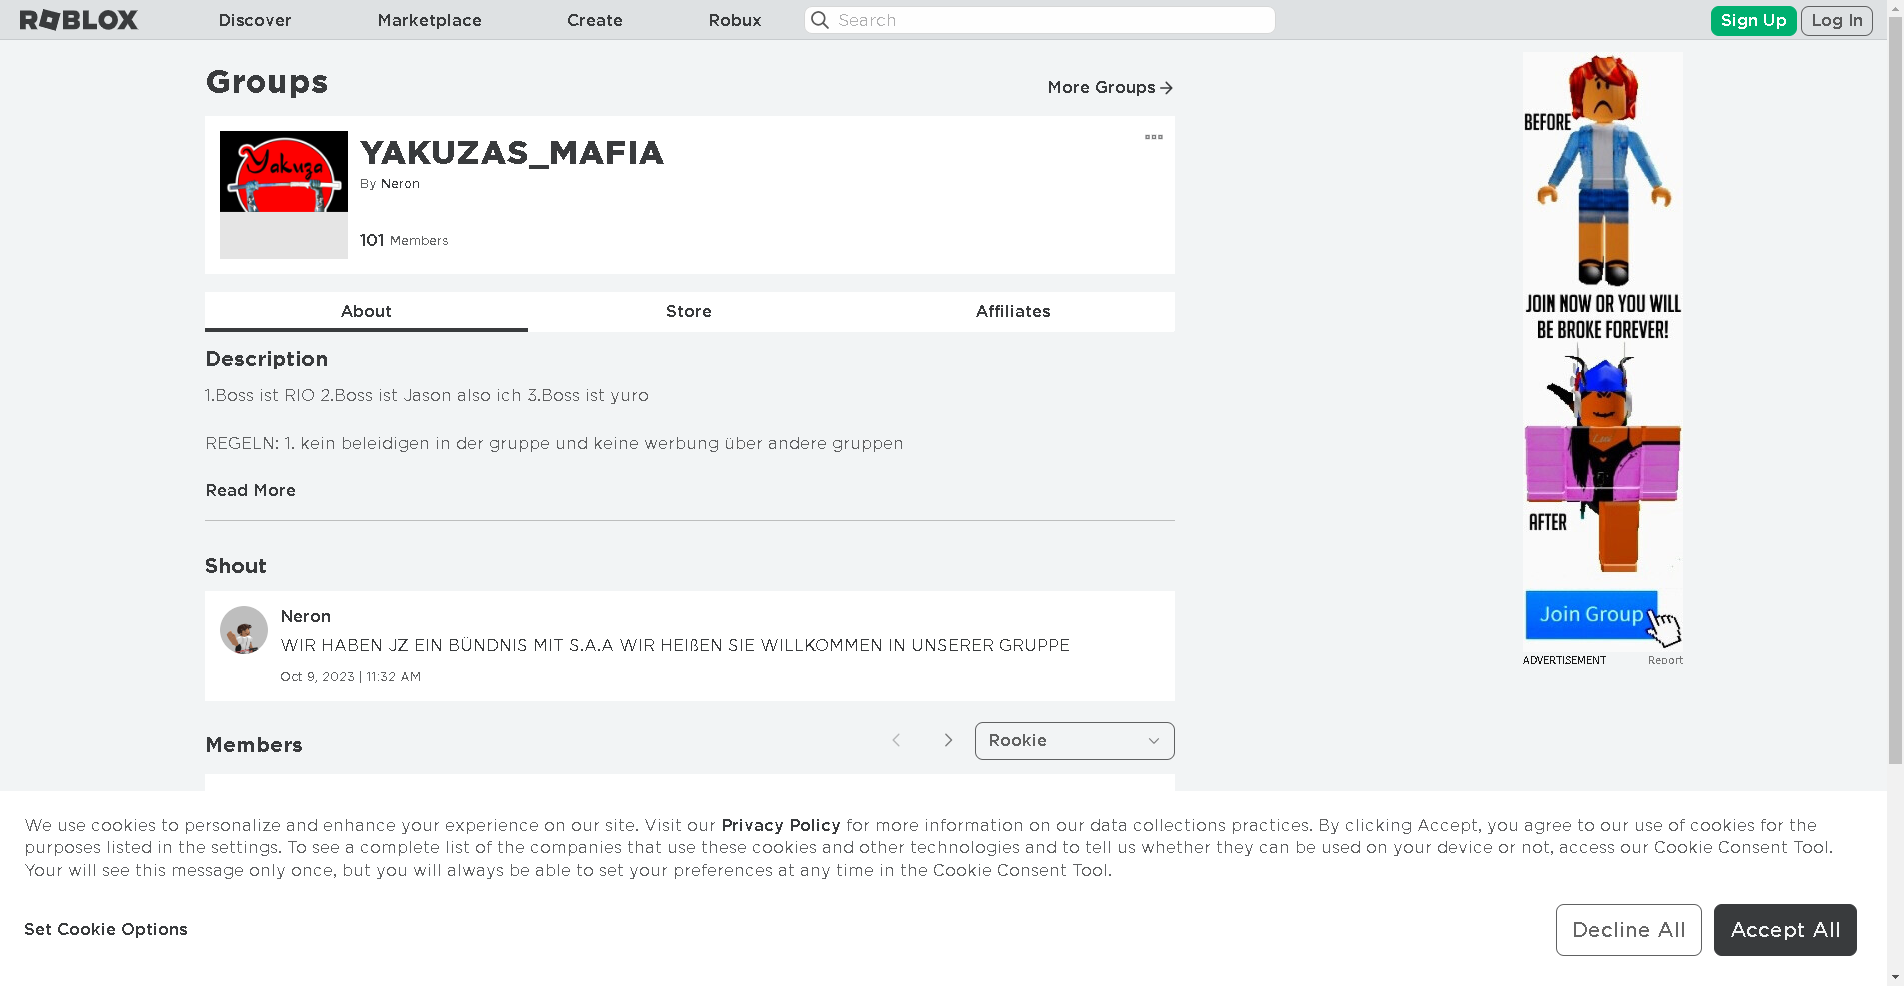 ROBLOX
Discover
Marketplace
Create
Robux
Search
Sign Up
Log In
Groups
More Groups
Yakuza
YAKUZAS_MAFIA
By Neron
101 Members
About
Store
Affiliates
Description
1.Boss ist RIO 2.Boss ist Jason also ich 3.Boss ist yuro
REGELN: 1. kein beleidigen in der gruppe und keine werbung über andere gruppen
Read More
Shout
Neron
WIR HABEN JZ EIN BÜNDNIS MIT S.A.A WIR HEIßEN SIE WILLKOMMEN IN UNSERER GRUPPE
Oct 9, 2023 | 11:32 AM
Members
Rookie
BEFORE
JOIN NOW OR YOU WILL
BE BROKE FOREVER!
AFTER
Join Group
ADVERTISEMENT
Report
We use cookies to personalize and enhance your experience on our site. Visit our Privacy Policy for more information on our data collections practices. By clicking Accept, you agree to our use of cookies for the
purposes listed in the settings. To see a complete list of the companies that use these cookies and other technologies and to tell us whether they can be used on your device or not, access our Cookie Consent Tool.
Your will see this message only once, but you will always be able to set your preferences at any time in the Cookie Consent Tool.
Set Cookie Options
Decline All
Accept All